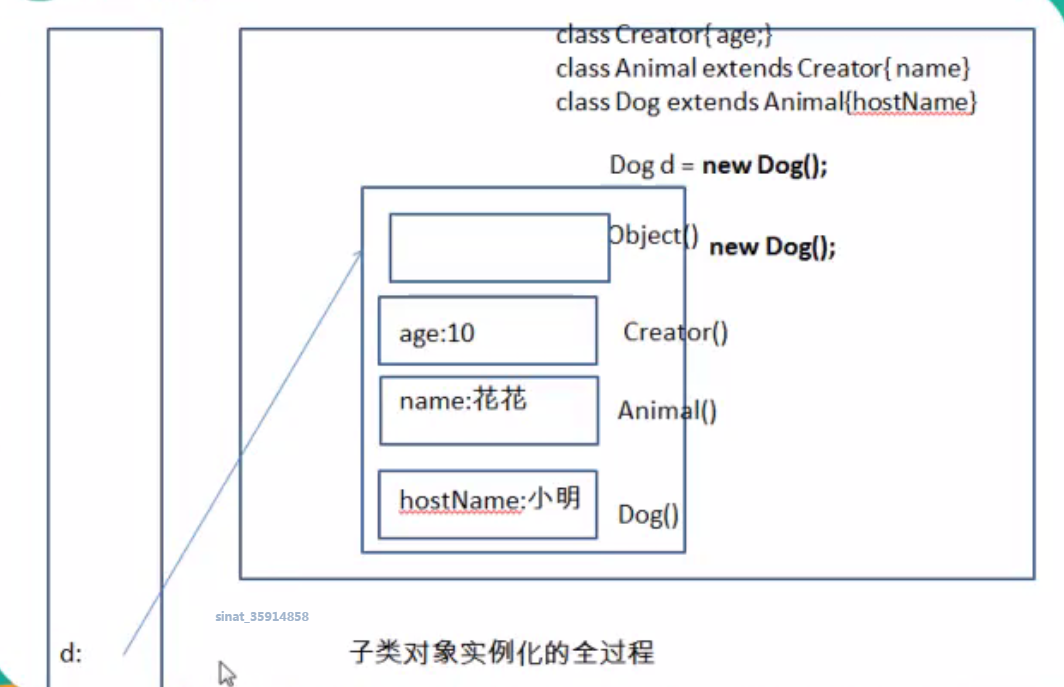 class Creator{ age;}
class Animal extends Creator{ name}
class Dog extends Animal{hostName}
Dog d = new Dog();
Object()
new Dog();
age:10
Creator()
name:花花
Animal()
hostName:小明
Dog()
sinat_35914858
d:
子类对象实例化的全过程